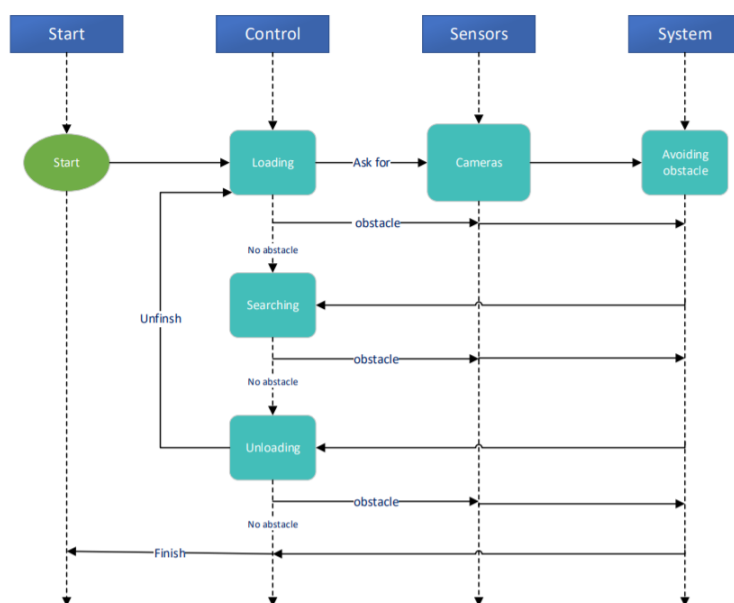 Start
Control
Sensors
System
Start
Loading
Ask for
Cameras
Avoiding
obstacle
obstacle
No abstacle
Searching
Unfinsh
obstacle
No abstacle
Unloading
obstacle
No abstacle
Finish